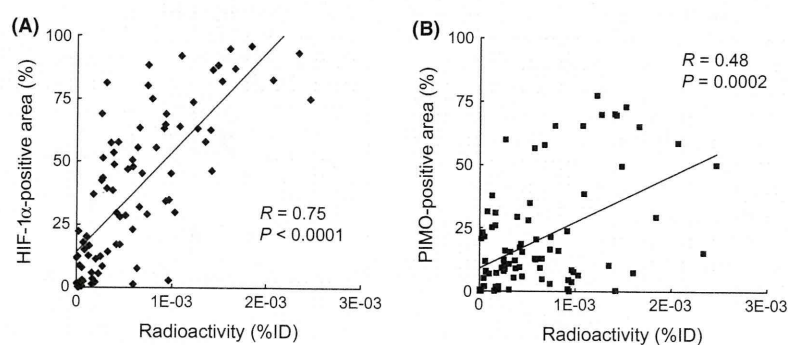 (A)
HIF-1α-positive area (%)
100
75
50
25
0
R = 0.75
P < 0.0001
0
1E-03
2E-03
3E-03
Radioactivity (%ID)
(B)
PIMO-positive area (%)
100
75
50
25
0
R = 0.48
P = 0.0002
0
1E-03
2E-03
3E-03
Radioactivity (%ID)